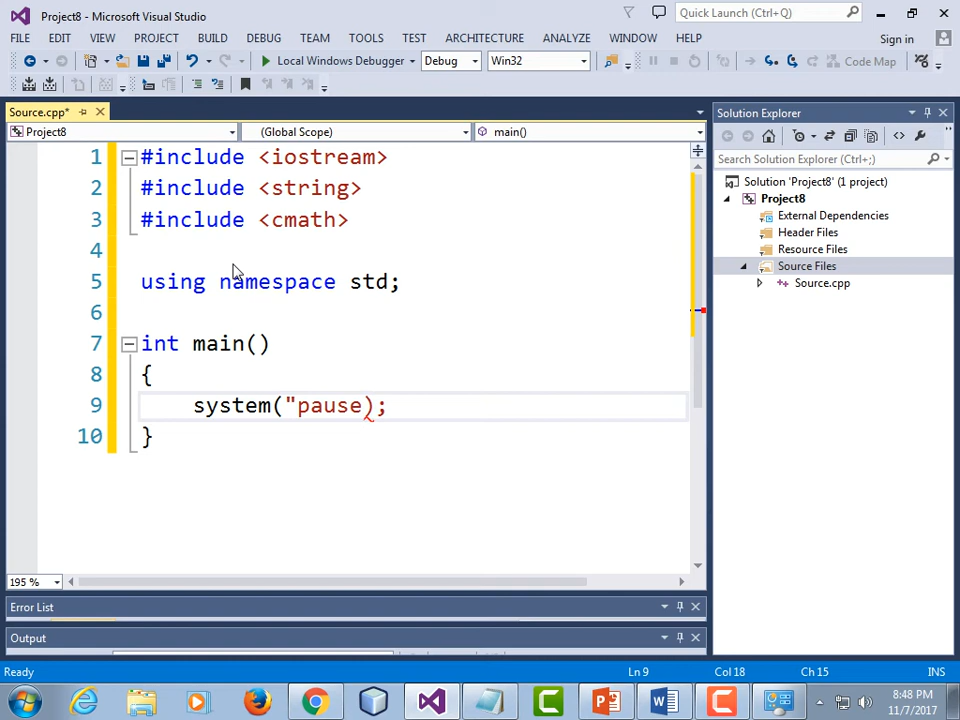 Project8 - Microsoft Visual Studio
Quick Launch (Ctrl+Q)
FILE EDIT VIEW PROJECT BUILD DEBUG TEAM TOOLS TEST ARCHITECTURE ANALYZE WINDOW HELP Sign in
Local Windows Debugger Debug Win32 Code Map
Source.cpp*
Project8 (Global Scope) main()
1 #include <iostream>
2 #include <string>
3 #include <cmath>
4
5 using namespace std;
6
7 int main()
8 {
9 system("pause);
10 }
195 %
Solution Explorer
Search Solution Explorer (Ctrl+;)
Solution 'Project8' (1 project)
Project8
External Dependencies
Header Files
Resource Files
Source Files
Source.cpp
Error List
Output
Ready Ln 9 Col 18 Ch 15 INS
8:48 PM
11/7/2017